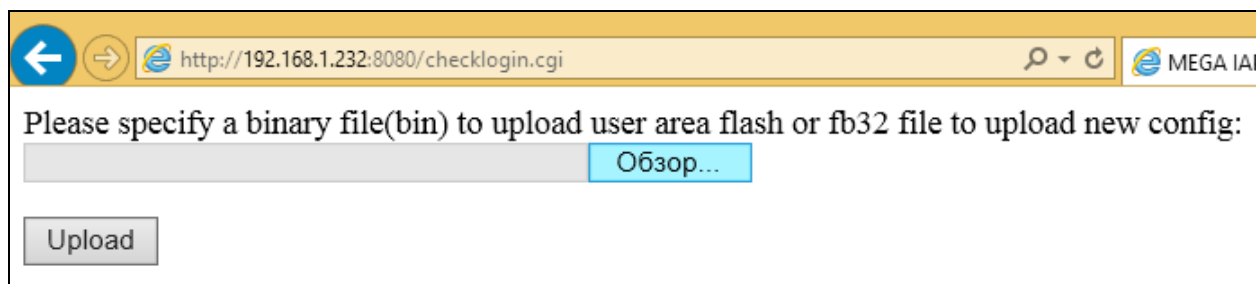 http://192.168.1.232:8080/checklogin.cgi
MEGA IAP
Please specify a binary file(bin) to upload user area flash or fb32 file to upload new config:
Обзор...
Upload